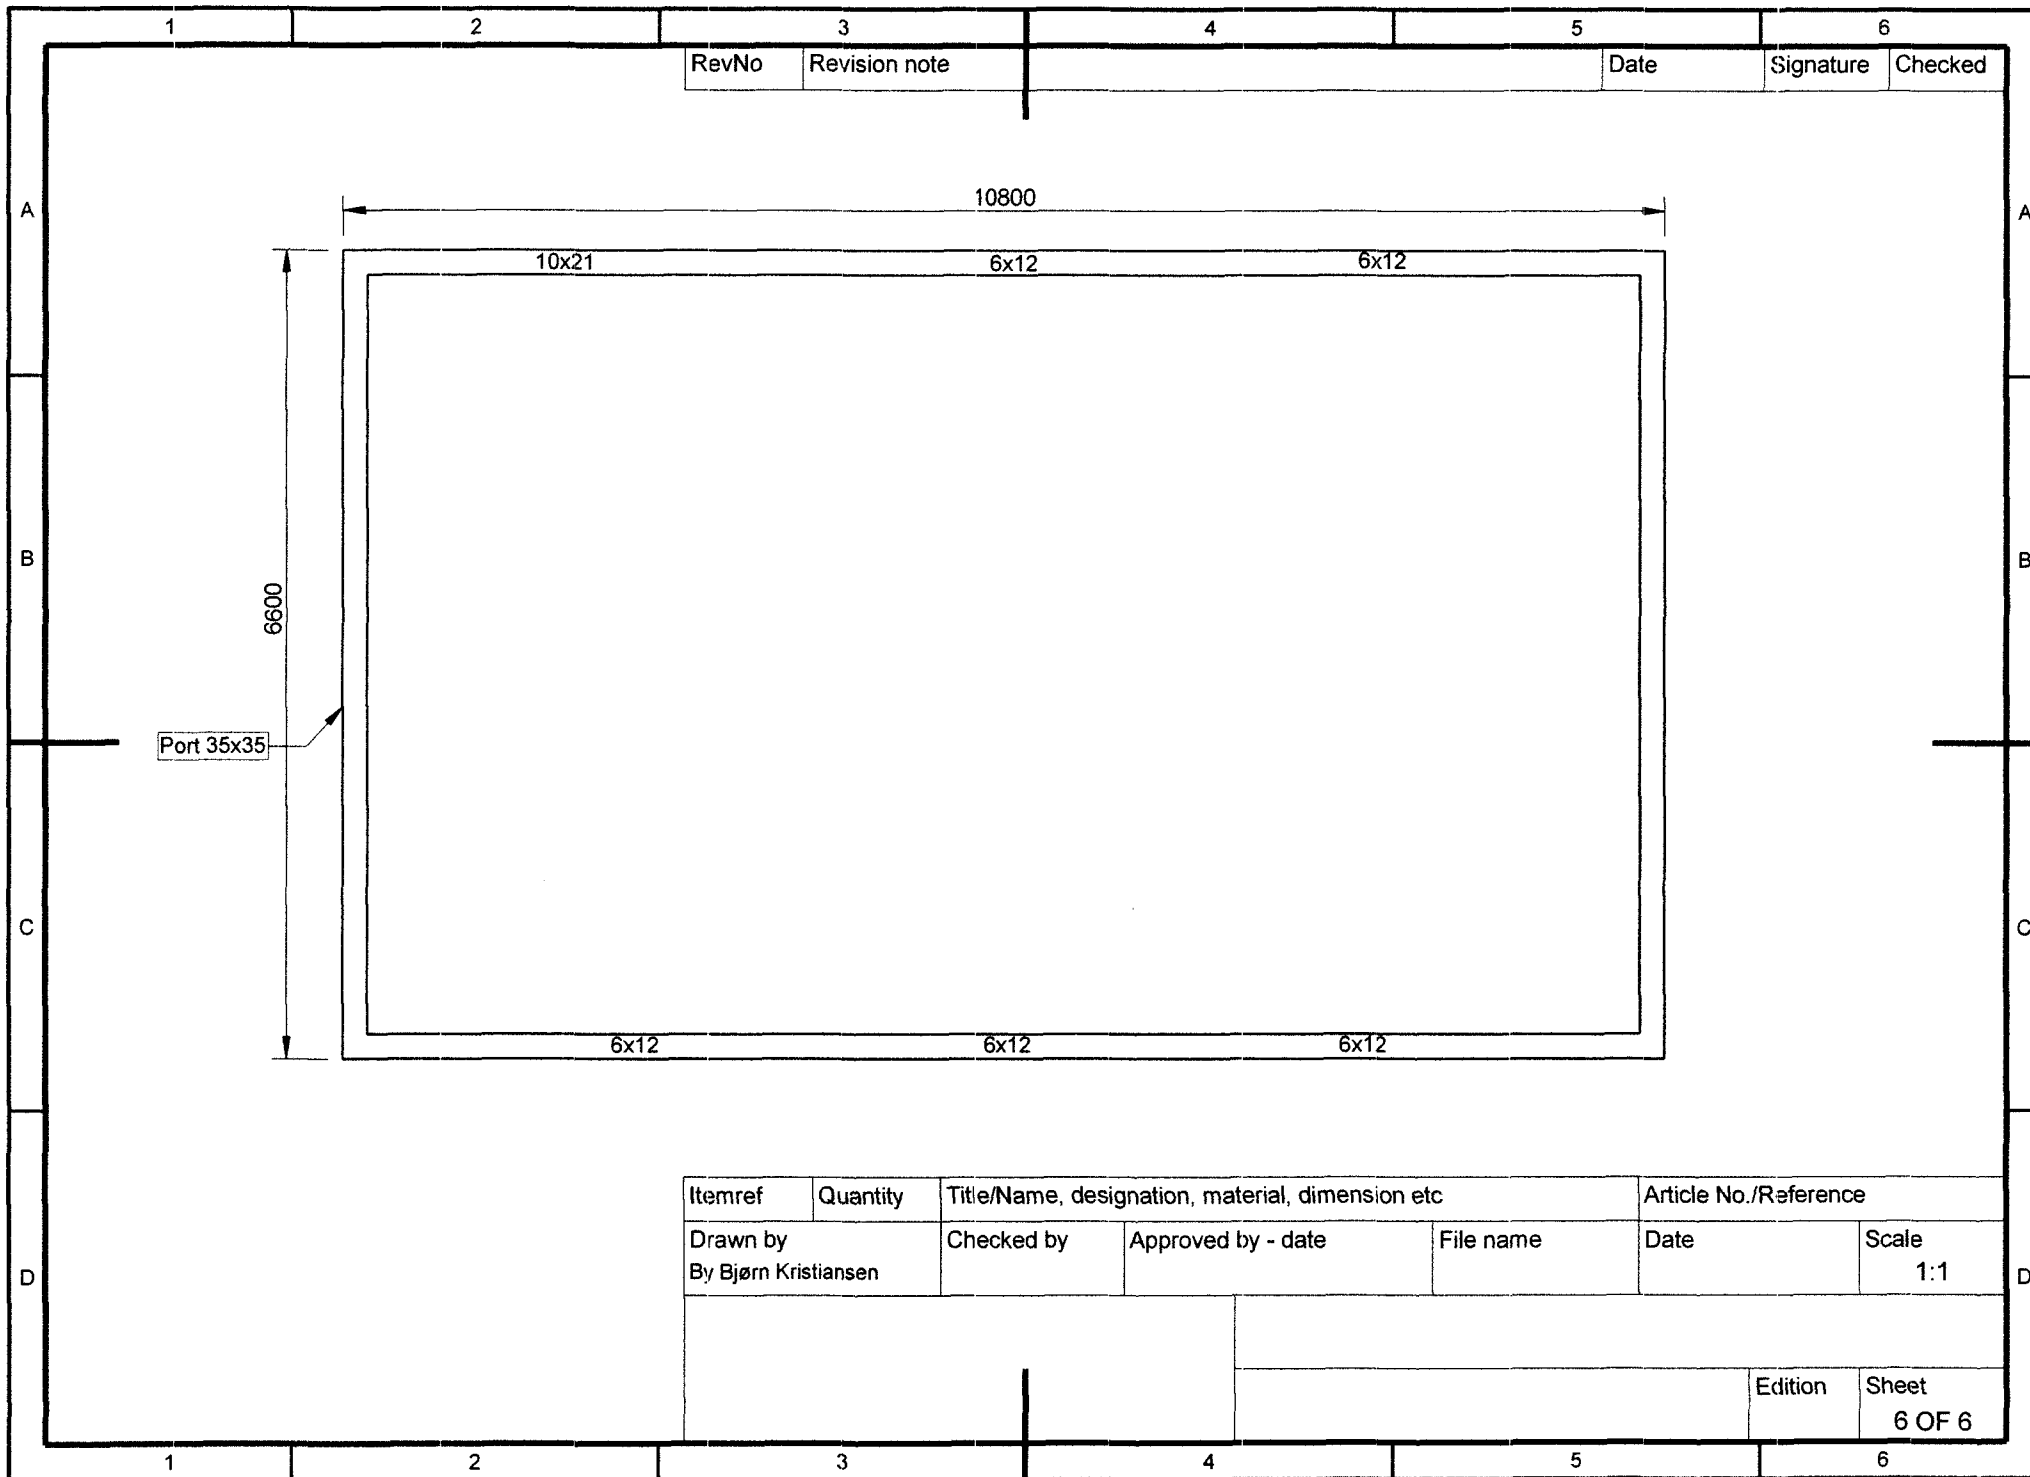 1 2 3 4 5 6
RevNo Revision note Date Signature Checked
10800
A A
10x21 6x12 6x12
B B
6600
Port 35x35
C C
6x12 6x12 6x12
Itemref Quantity Title/Name, designation, material, dimension etc Article No./Reference
Drawn by Checked by Approved by - date File name Date Scale
By Bjørn Kristiansen 1:1
D D
Edition Sheet
6 OF 6
1 2 3 4 5 6